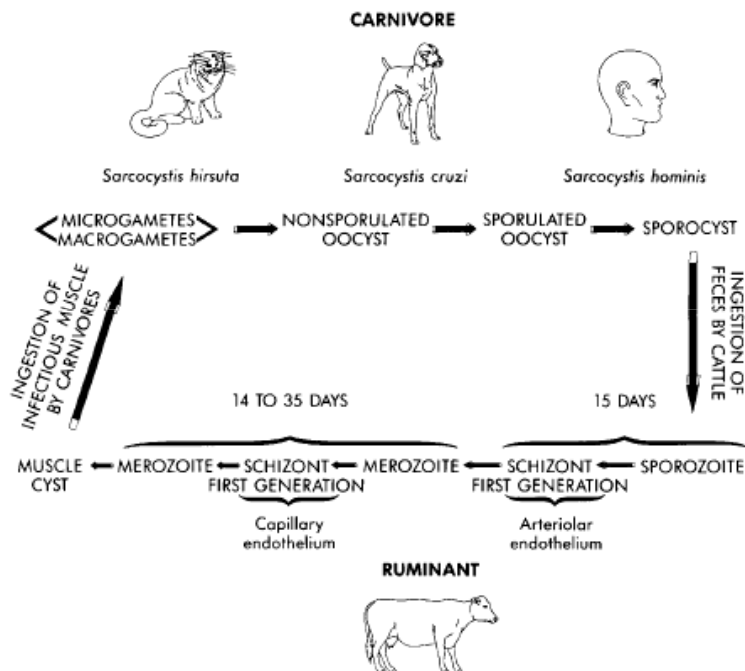 CARNIVORE
Sarcocystis hirsuta
Sarcocystis cruzi
Sarcocystis hominis
MICROGAMETES
MACROGAMETES
NONSPORULATED
OOCYST
SPORULATED
OOCYST
SPOROCYST
INGESTION OF
INFECTIOUS MUSCLE
BY CARNIVORES
INGESTION OF
FECES BY CATTLE
14 TO 35 DAYS
15 DAYS
MUSCLE
CYST
MEROZOITE
SCHIZONT
FIRST GENERATION
MEROZOITE
SCHIZONT
FIRST GENERATION
SPOROZOITE
Capillary
endothelium
Arteriolar
endothelium
RUMINANT